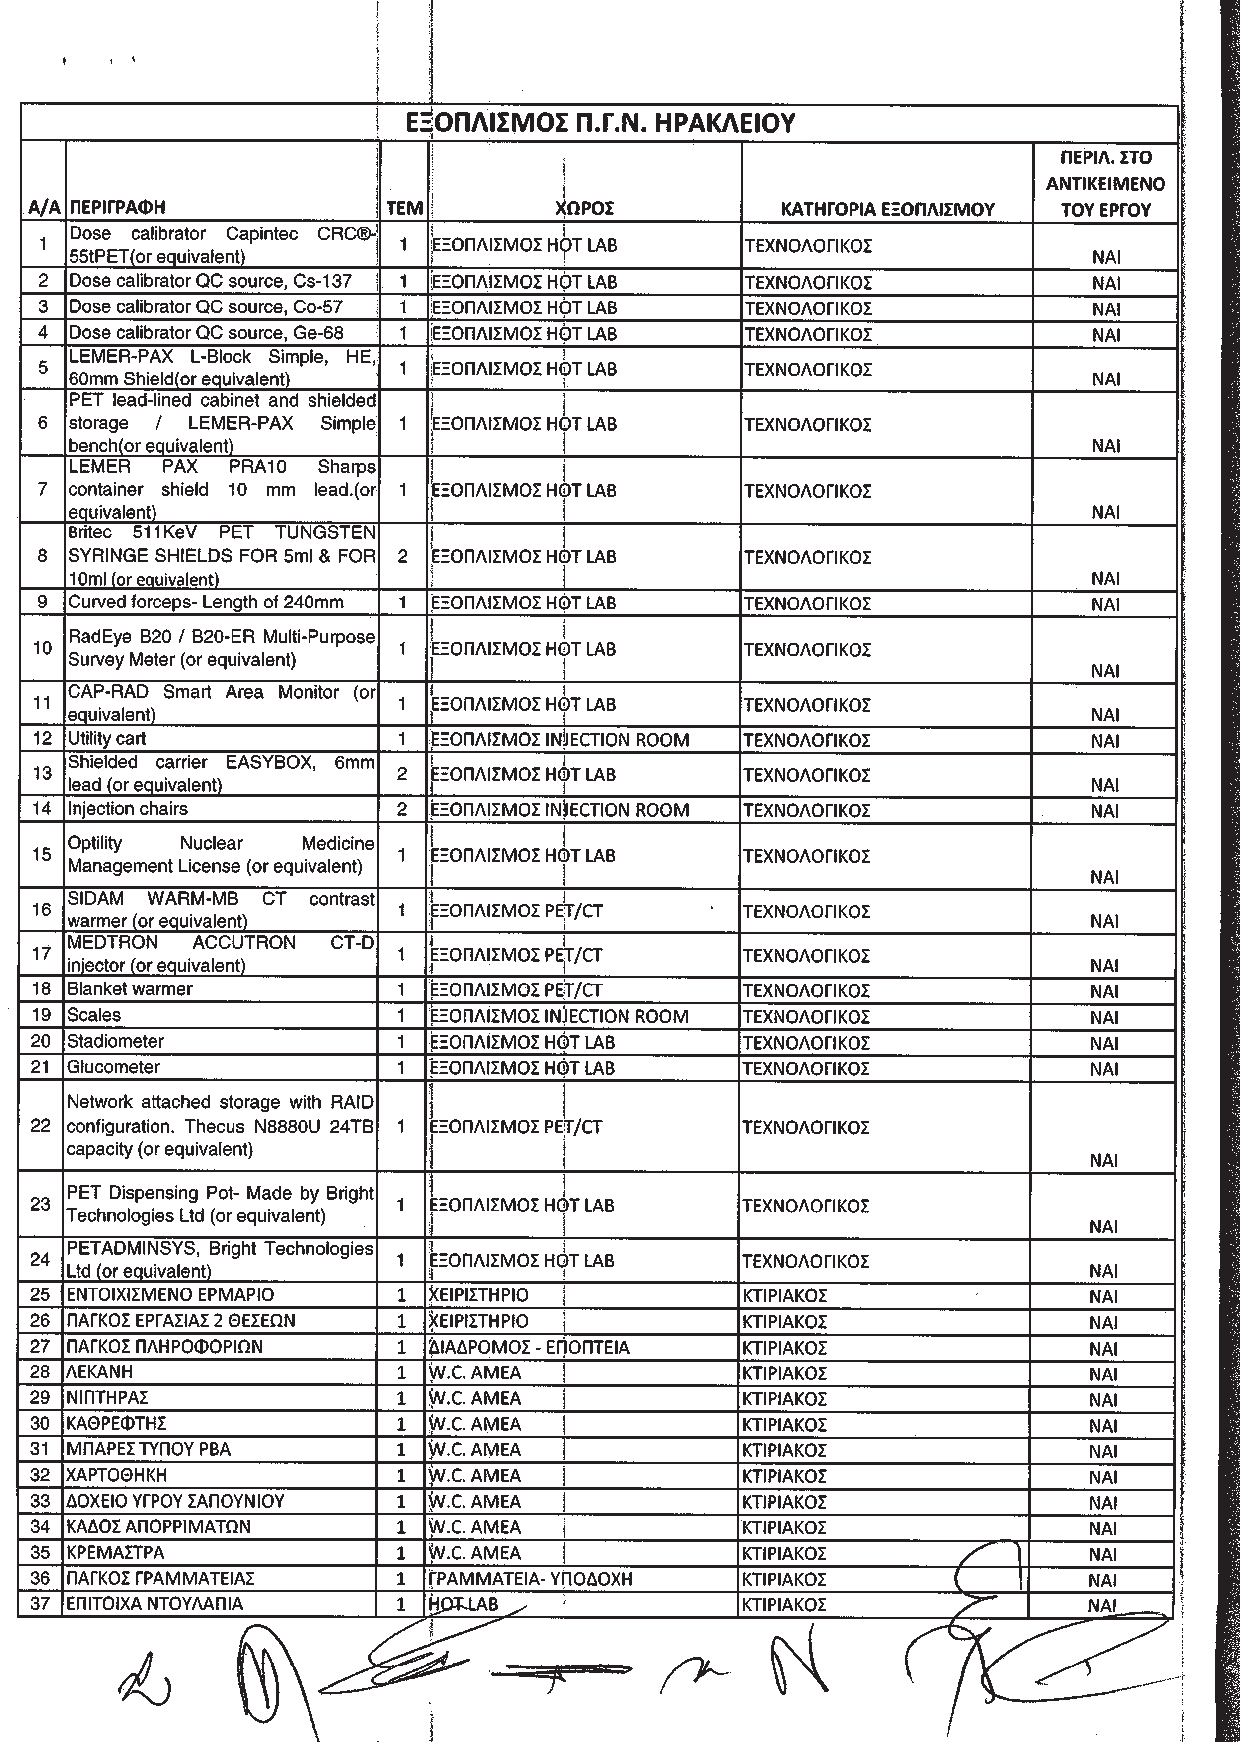 ΕΞΟΠΛΙΣΜΟΣ Π.Γ.Ν. ΗΡΑΚΛΕΙΟΥ
Α/Α ΠΕΡΙΓΡΑΦΗ ΤΕΜ ΧΩΡΟΣ ΚΑΤΗΓΟΡΙΑ ΕΞΟΠΛΙΣΜΟΥ ΠΕΡΙΛ. ΣΤΟ
ΑΝΤΙΚΕΙΜΕΝΟ
ΤΟΥ ΕΡΓΟΥ
1 Dose calibrator Capintec CRC®-
55tPET(or equivalent) 1 ΕΞΟΠΛΙΣΜΟΣ HOT LAB ΤΕΧΝΟΛΟΓΙΚΟΣ ΝΑΙ
2 Dose calibrator QC source, Cs-137 1 ΕΞΟΠΛΙΣΜΟΣ HOT LAB ΤΕΧΝΟΛΟΓΙΚΟΣ ΝΑΙ
3 Dose calibrator QC source, Co-57 1 ΕΞΟΠΛΙΣΜΟΣ HOT LAB ΤΕΧΝΟΛΟΓΙΚΟΣ ΝΑΙ
4 Dose calibrator QC source, Ge-68 1 ΕΞΟΠΛΙΣΜΟΣ HOT LAB ΤΕΧΝΟΛΟΓΙΚΟΣ ΝΑΙ
5 LEMER-PAX L-Block Simple, HE,
60mm Shield(or equivalent) 1 ΕΞΟΠΛΙΣΜΟΣ HOT LAB ΤΕΧΝΟΛΟΓΙΚΟΣ ΝΑΙ
6 PET lead-lined cabinet and shielded
storage / LEMER-PAX Simple
bench(or equivalent) 1 ΕΞΟΠΛΙΣΜΟΣ HOT LAB ΤΕΧΝΟΛΟΓΙΚΟΣ ΝΑΙ
7 LEMER PAX PRA10 Sharps
container shield 10 mm lead.(or
equivalent) 1 ΕΞΟΠΛΙΣΜΟΣ HOT LAB ΤΕΧΝΟΛΟΓΙΚΟΣ ΝΑΙ
8 Britec 511KeV PET TUNGSTEN
SYRINGE SHIELDS FOR 5ml & FOR
10ml (or equivalent) 2 ΕΞΟΠΛΙΣΜΟΣ HOT LAB ΤΕΧΝΟΛΟΓΙΚΟΣ ΝΑΙ
9 Curved forceps- Length of 240mm 1 ΕΞΟΠΛΙΣΜΟΣ HOT LAB ΤΕΧΝΟΛΟΓΙΚΟΣ ΝΑΙ
10 RadEye B20 / B20-ER Multi-Purpose
Survey Meter (or equivalent) 1 ΕΞΟΠΛΙΣΜΟΣ HOT LAB ΤΕΧΝΟΛΟΓΙΚΟΣ ΝΑΙ
11 CAP-RAD Smart Area Monitor (or
equivalent) 1 ΕΞΟΠΛΙΣΜΟΣ HOT LAB ΤΕΧΝΟΛΟΓΙΚΟΣ ΝΑΙ
12 Utility cart 1 ΕΞΟΠΛΙΣΜΟΣ INJECTION ROOM ΤΕΧΝΟΛΟΓΙΚΟΣ ΝΑΙ
13 Shielded carrier EASYBOX, 6mm
lead (or equivalent) 2 ΕΞΟΠΛΙΣΜΟΣ HOT LAB ΤΕΧΝΟΛΟΓΙΚΟΣ ΝΑΙ
14 Injection chairs 2 ΕΞΟΠΛΙΣΜΟΣ INJECTION ROOM ΤΕΧΝΟΛΟΓΙΚΟΣ ΝΑΙ
15 Optility Nuclear Medicine
Management License (or equivalent) 1 ΕΞΟΠΛΙΣΜΟΣ HOT LAB ΤΕΧΝΟΛΟΓΙΚΟΣ ΝΑΙ
16 SIDAM WARM-MB CT contrast
warmer (or equivalent) 1 ΕΞΟΠΛΙΣΜΟΣ PET/CT ΤΕΧΝΟΛΟΓΙΚΟΣ ΝΑΙ
17 MEDTRON ACCUTRON CT-D
injector (or equivalent) 1 ΕΞΟΠΛΙΣΜΟΣ PET/CT ΤΕΧΝΟΛΟΓΙΚΟΣ ΝΑΙ
18 Blanket warmer 1 ΕΞΟΠΛΙΣΜΟΣ PET/CT ΤΕΧΝΟΛΟΓΙΚΟΣ ΝΑΙ
19 Scales 1 ΕΞΟΠΛΙΣΜΟΣ INJECTION ROOM ΤΕΧΝΟΛΟΓΙΚΟΣ ΝΑΙ
20 Stadiometer 1 ΕΞΟΠΛΙΣΜΟΣ HOT LAB ΤΕΧΝΟΛΟΓΙΚΟΣ ΝΑΙ
21 Glucometer 1 ΕΞΟΠΛΙΣΜΟΣ HOT LAB ΤΕΧΝΟΛΟΓΙΚΟΣ ΝΑΙ
22 Network attached storage with RAID
configuration. Thecus N8880U 24TB
capacity (or equivalent) 1 ΕΞΟΠΛΙΣΜΟΣ PET/CT ΤΕΧΝΟΛΟΓΙΚΟΣ ΝΑΙ
23 PET Dispensing Pot- Made by Bright
Technologies Ltd (or equivalent) 1 ΕΞΟΠΛΙΣΜΟΣ HOT LAB ΤΕΧΝΟΛΟΓΙΚΟΣ ΝΑΙ
24 PETADMINSYS, Bright Technologies
Ltd (or equivalent) 1 ΕΞΟΠΛΙΣΜΟΣ HOT LAB ΤΕΧΝΟΛΟΓΙΚΟΣ ΝΑΙ
25 ΕΝΤΟΙΧΙΣΜΕΝΟ ΕΡΜΑΡΙΟ 1 ΧΕΙΡΙΣΤΗΡΙΟ ΚΤΙΡΙΑΚΟΣ ΝΑΙ
26 ΠΑΓΚΟΣ ΕΡΓΑΣΙΑΣ 2 ΘΕΣΕΩΝ 1 ΧΕΙΡΙΣΤΗΡΙΟ ΚΤΙΡΙΑΚΟΣ ΝΑΙ
27 ΠΑΓΚΟΣ ΠΛΗΡΟΦΟΡΙΩΝ 1 ΔΙΑΔΡΟΜΟΣ - ΕΠΟΠΤΕΙΑ ΚΤΙΡΙΑΚΟΣ ΝΑΙ
28 ΛΕΚΑΝΗ 1 W.C. ΑΜΕΑ ΚΤΙΡΙΑΚΟΣ ΝΑΙ
29 ΝΙΠΤΗΡΑΣ 1 W.C. ΑΜΕΑ ΚΤΙΡΙΑΚΟΣ ΝΑΙ
30 ΚΑΘΡΕΦΤΗΣ 1 W.C. ΑΜΕΑ ΚΤΙΡΙΑΚΟΣ ΝΑΙ
31 ΜΠΑΡΕΣ ΤΥΠΟΥ PBA 1 W.C. ΑΜΕΑ ΚΤΙΡΙΑΚΟΣ ΝΑΙ
32 ΧΑΡΤΟΘΗΚΗ 1 W.C. ΑΜΕΑ ΚΤΙΡΙΑΚΟΣ ΝΑΙ
33 ΔΟΧΕΙΟ ΥΓΡΟΥ ΣΑΠΟΥΝΙΟΥ 1 W.C. ΑΜΕΑ ΚΤΙΡΙΑΚΟΣ ΝΑΙ
34 ΚΑΔΟΣ ΑΠΟΡΡΙΜΑΤΩΝ 1 W.C. ΑΜΕΑ ΚΤΙΡΙΑΚΟΣ ΝΑΙ
35 ΚΡΕΜΑΣΤΡΑ 1 W.C. ΑΜΕΑ ΚΤΙΡΙΑΚΟΣ ΝΑΙ
36 ΠΑΓΚΟΣ ΓΡΑΜΜΑΤΕΙΑΣ 1 ΓΡΑΜΜΑΤΕΙΑ- ΥΠΟΔΟΧΗ ΚΤΙΡΙΑΚΟΣ ΝΑΙ
37 ΕΠΙΤΟΙΧΑ ΝΤΟΥΛΑΠΙΑ 1 HOT LAB ΚΤΙΡΙΑΚΟΣ ΝΑΙ